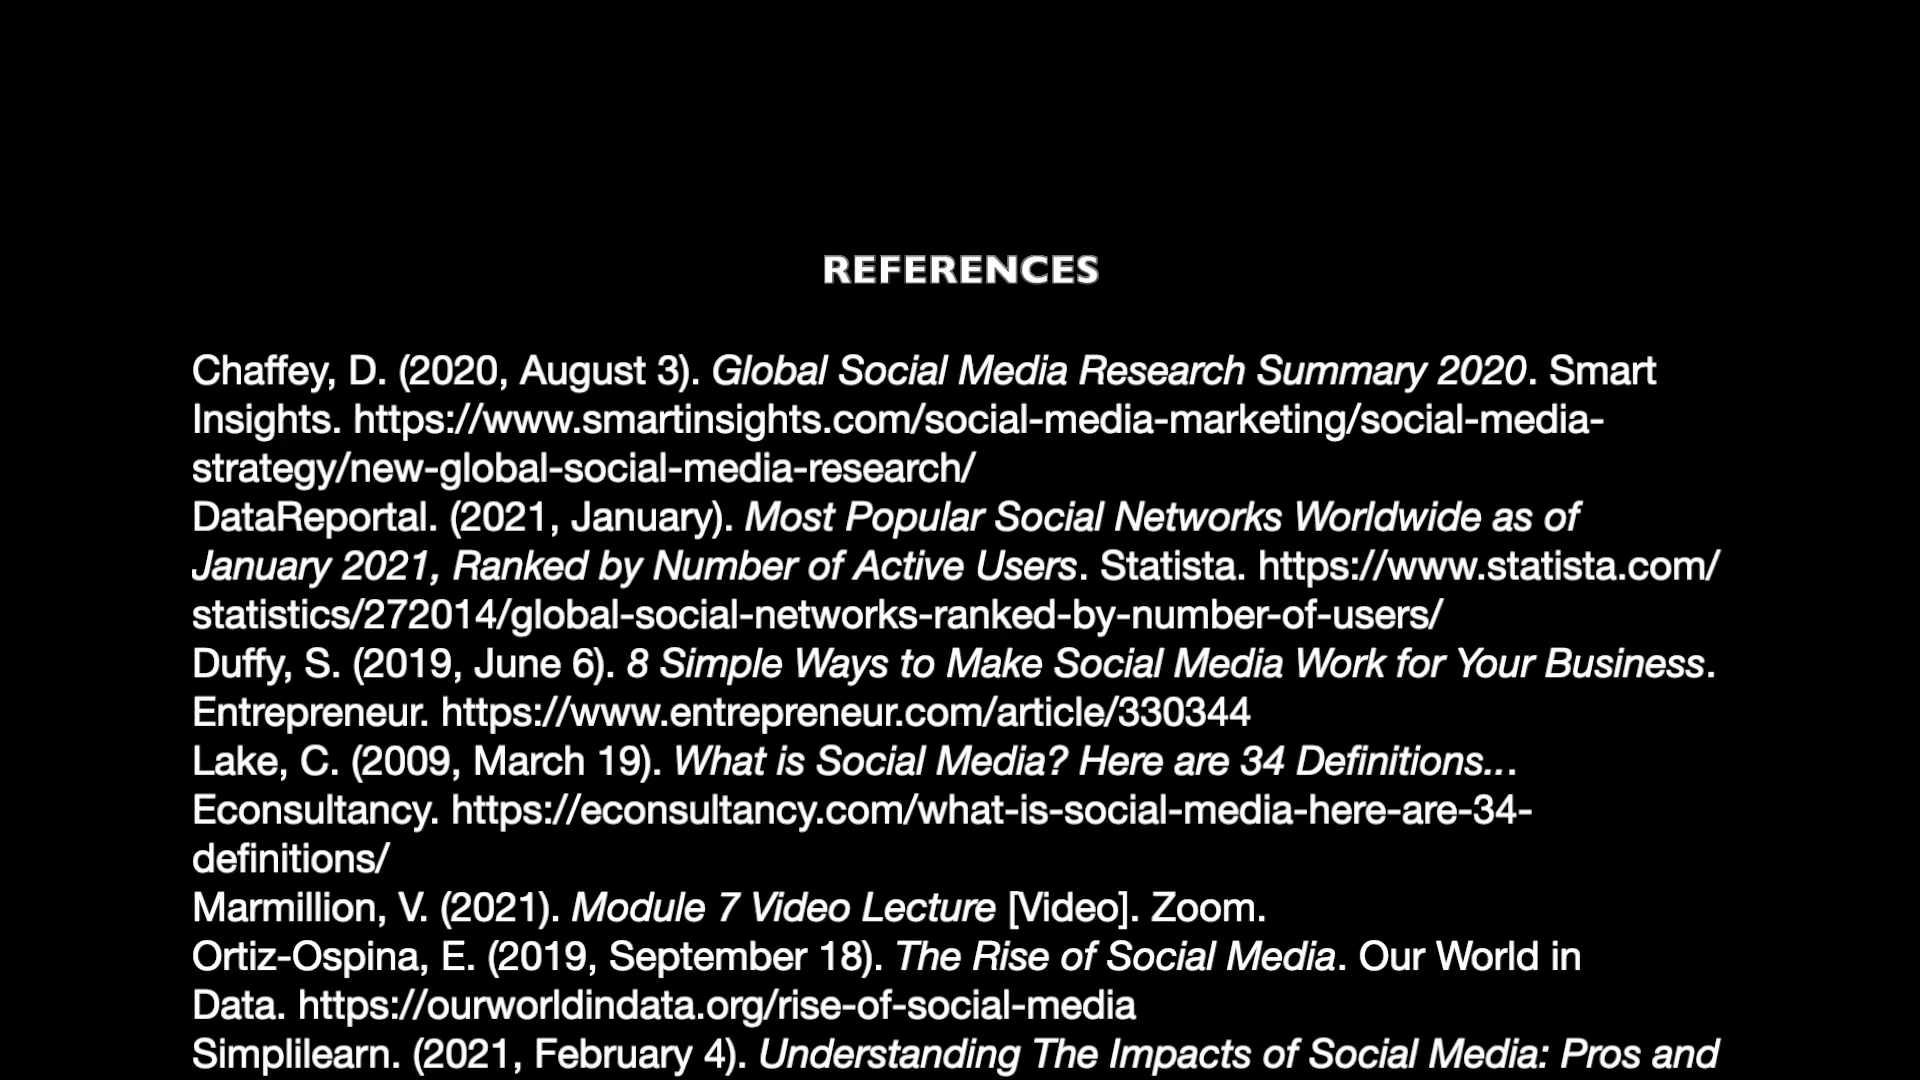 REFERENCES
Chaffey, D. (2020, August 3). Global Social Media Research Summary 2020. Smart
Insights. https://www.smartinsights.com/social-media-marketing/social-media-
strategy/new-global-social-media-research/
DataReportal. (2021, January). Most Popular Social Networks Worldwide as of
January 2021, Ranked by Number of Active Users. Statista. https://www.statista.com/
statistics/272014/global-social-networks-ranked-by-number-of-users/
Duffy, S. (2019, June 6). 8 Simple Ways to Make Social Media Work for Your Business.
Entrepreneur. https://www.entrepreneur.com/article/330344
Lake, C. (2009, March 19). What is Social Media? Here are 34 Definitions...
Econsultancy. https://econsultancy.com/what-is-social-media-here-are-34-
definitions/
Marmillion, V. (2021). Module 7 Video Lecture [Video]. Zoom.
Ortiz-Ospina, E. (2019, September 18). The Rise of Social Media. Our World in
Data. https://ourworldindata.org/rise-of-social-media
Simplilearn. (2021, February 4). Understanding The Impacts of Social Media: Pros and